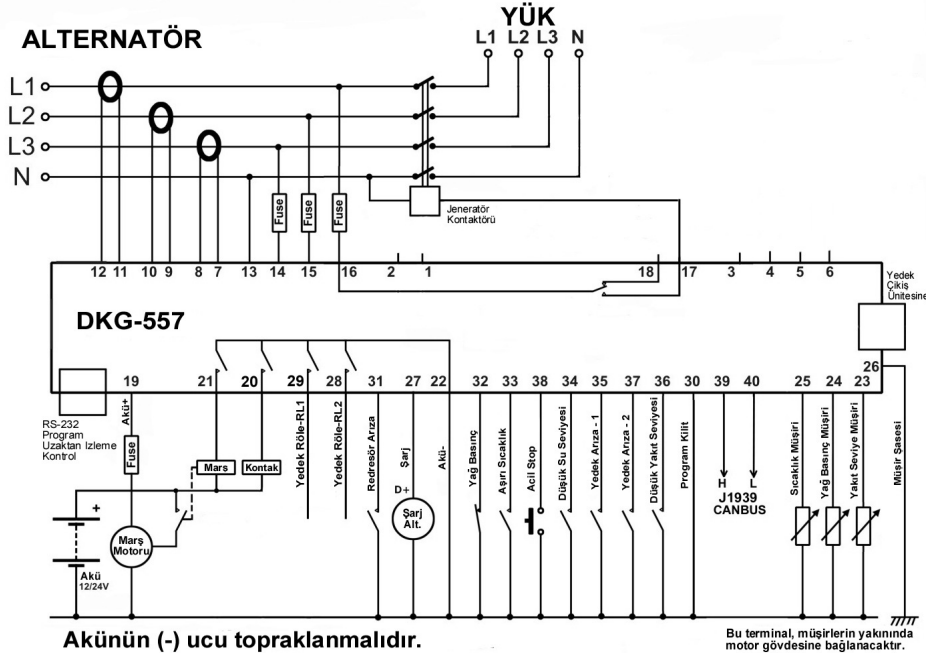 ALTERNATÖR
YÜK
L1 L2 L3 N
L1
L2
L3
N
Fuse
Fuse
Fuse
Jeneratör
Kontaktörü
12 11 10 9 8 7 13 14 15 16 2 1 18 17 3 4 5 6
Yedek
Çikiş
Ünitesine
DKG-557
26
19 21 20 29 28 31 27 22 32 33 38 34 35 37 36 30 39 40 25 24 23
RS-232
Program
Uzaktan Izleme
Kontrol
Akü+
Fuse
Marş
Kontak
Yedek Röle-RL1
Yedek Röle-RL2
Redresör Arıza
Şarj
Akü-
Yağ Basınç
Aşırı Sıcaklık
Acil Stop
Düşük Su Seviyesi
Yedek Arıza - 1
Yedek Arıza - 2
Düşük Yakıt Seviyesi
Program Kilit
H L
J1939
CANBUS
Sıcaklık Müşiri
Yağ Basınç Müşiri
Yakıt Seviye Müşiri
Müşir Şasesi
D+
Şarj
Alt.
+
Marş
Motoru
Akü
12/24V
Akünün (-) ucu topraklanmalıdır.
Bu terminal, müşirlerin yakınında
motor gövdesine bağlanacaktır.